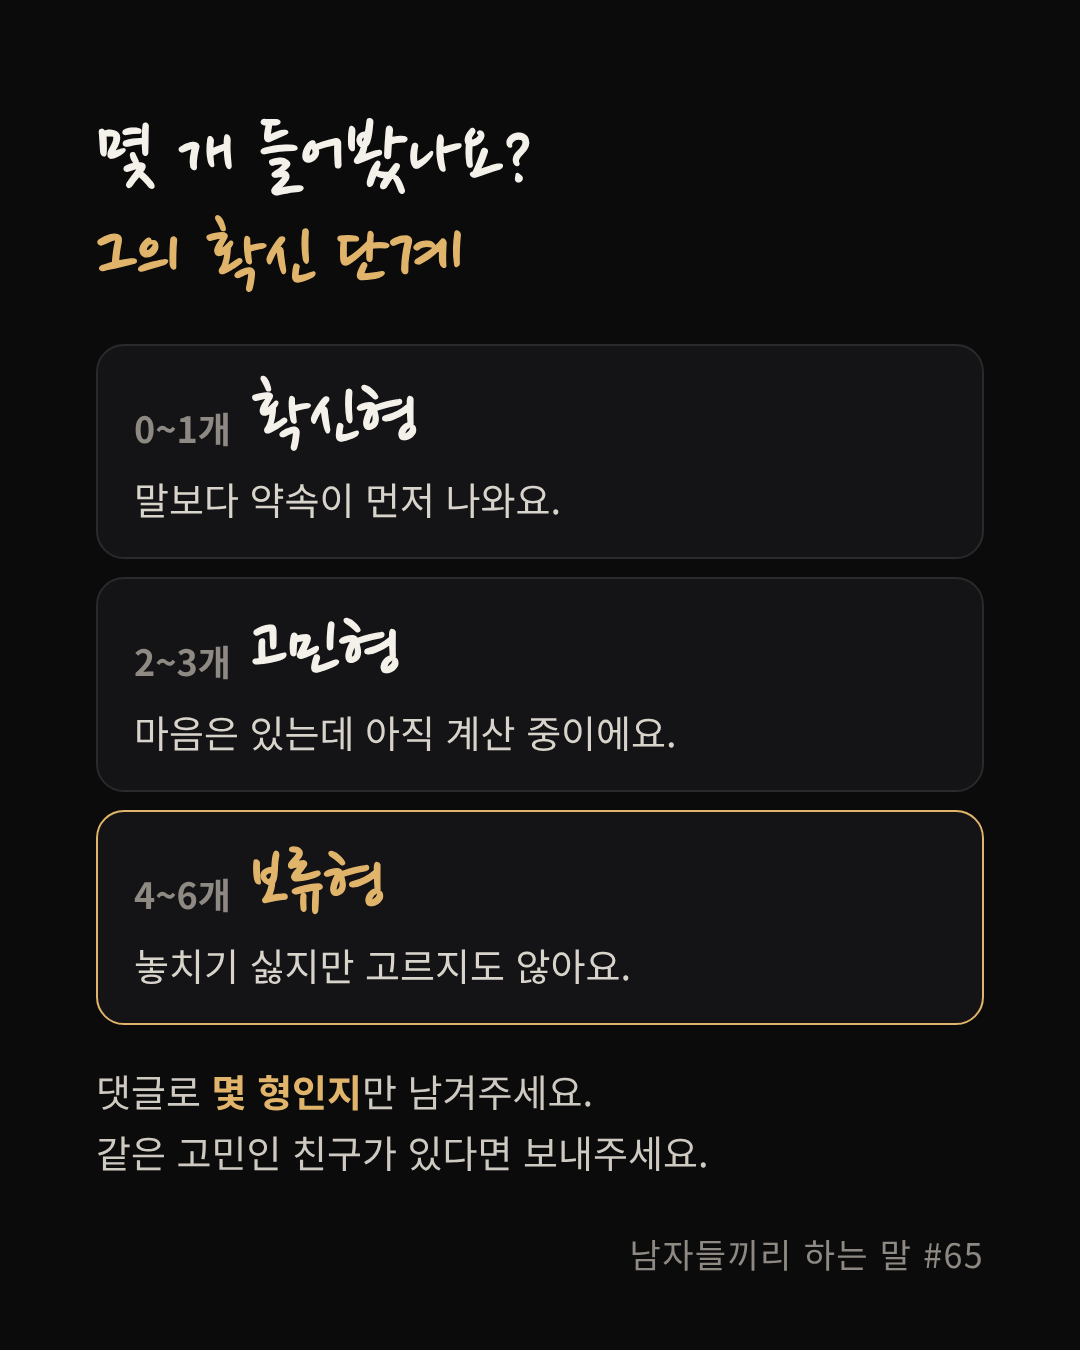 몇 개 들어봤나요?
그의 확신 단계
0~1개 확신형
말보다 약속이 먼저 나와요.
2~3개 고민형
마음은 있는데 아직 계산 중이에요.
4~6개 보류형
놓치기 싫지만 고르지도 않아요.
댓글로 몇 형인지만 남겨주세요.
같은 고민인 친구가 있다면 보내주세요.
남자들끼리 하는 말 #65